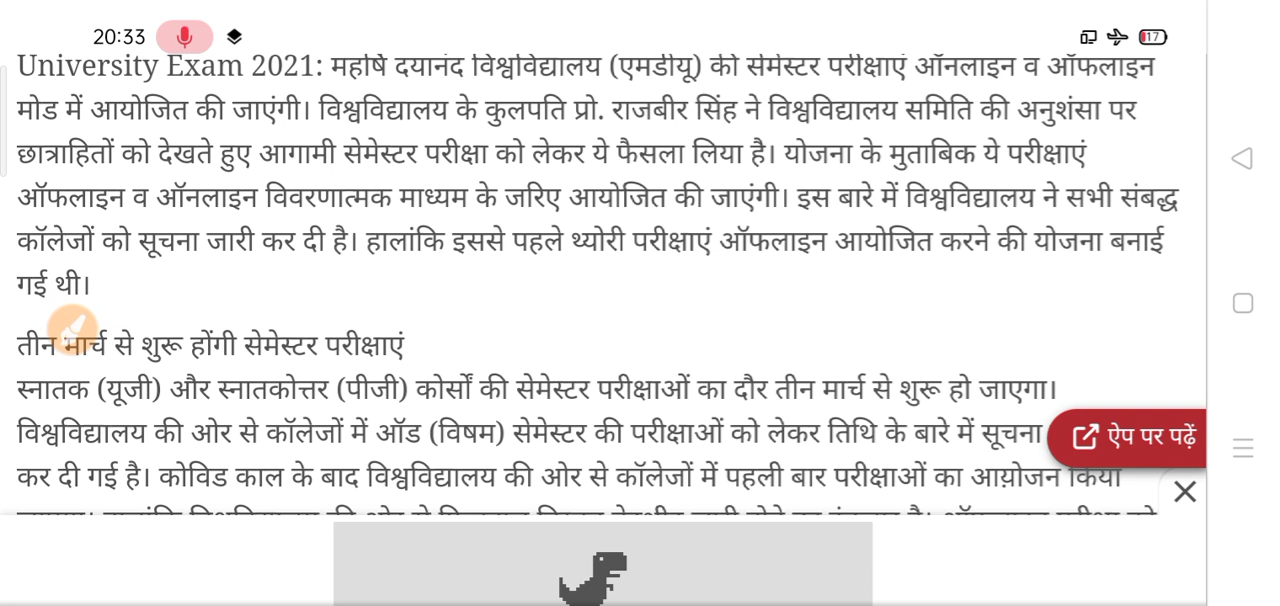 20:33
17
University Exam 2021: महर्षि दयानंद विश्वविद्यालय (एमडीयू) की सेमेस्टर परीक्षाएं ऑनलाइन व ऑफलाइन
मोड में आयोजित की जाएंगी। विश्वविद्यालय के कुलपति प्रो. राजबीर सिंह ने विश्वविद्यालय समिति की अनुशंसा पर
छात्राहितों को देखते हुए आगामी सेमेस्टर परीक्षा को लेकर ये फैसला लिया है। योजना के मुताबिक ये परीक्षाएं
ऑफलाइन व ऑनलाइन विवरणात्मक माध्यम के जरिए आयोजित की जाएंगी। इस बारे में विश्वविद्यालय ने सभी संबद्ध
कॉलेजों को सूचना जारी कर दी है। हालांकि इससे पहले थ्योरी परीक्षाएं ऑफलाइन आयोजित करने की योजना बनाई
गई थी।
तीन मार्च से शुरू होंगी सेमेस्टर परीक्षाएं
स्नातक (यूजी) और स्नातकोत्तर (पीजी) कोर्सों की सेमेस्टर परीक्षाओं का दौर तीन मार्च से शुरू हो जाएगा।
विश्वविद्यालय की ओर से कॉलेजों में ऑड (विषम) सेमेस्टर की परीक्षाओं को लेकर तिथि के बारे में सूचना
ऐप पर पढ़ें
कर दी गई है। कोविड काल के बाद विश्वविद्यालय की ओर से कॉलेजों में पहली बार परीक्षाओं का आयोजन किया